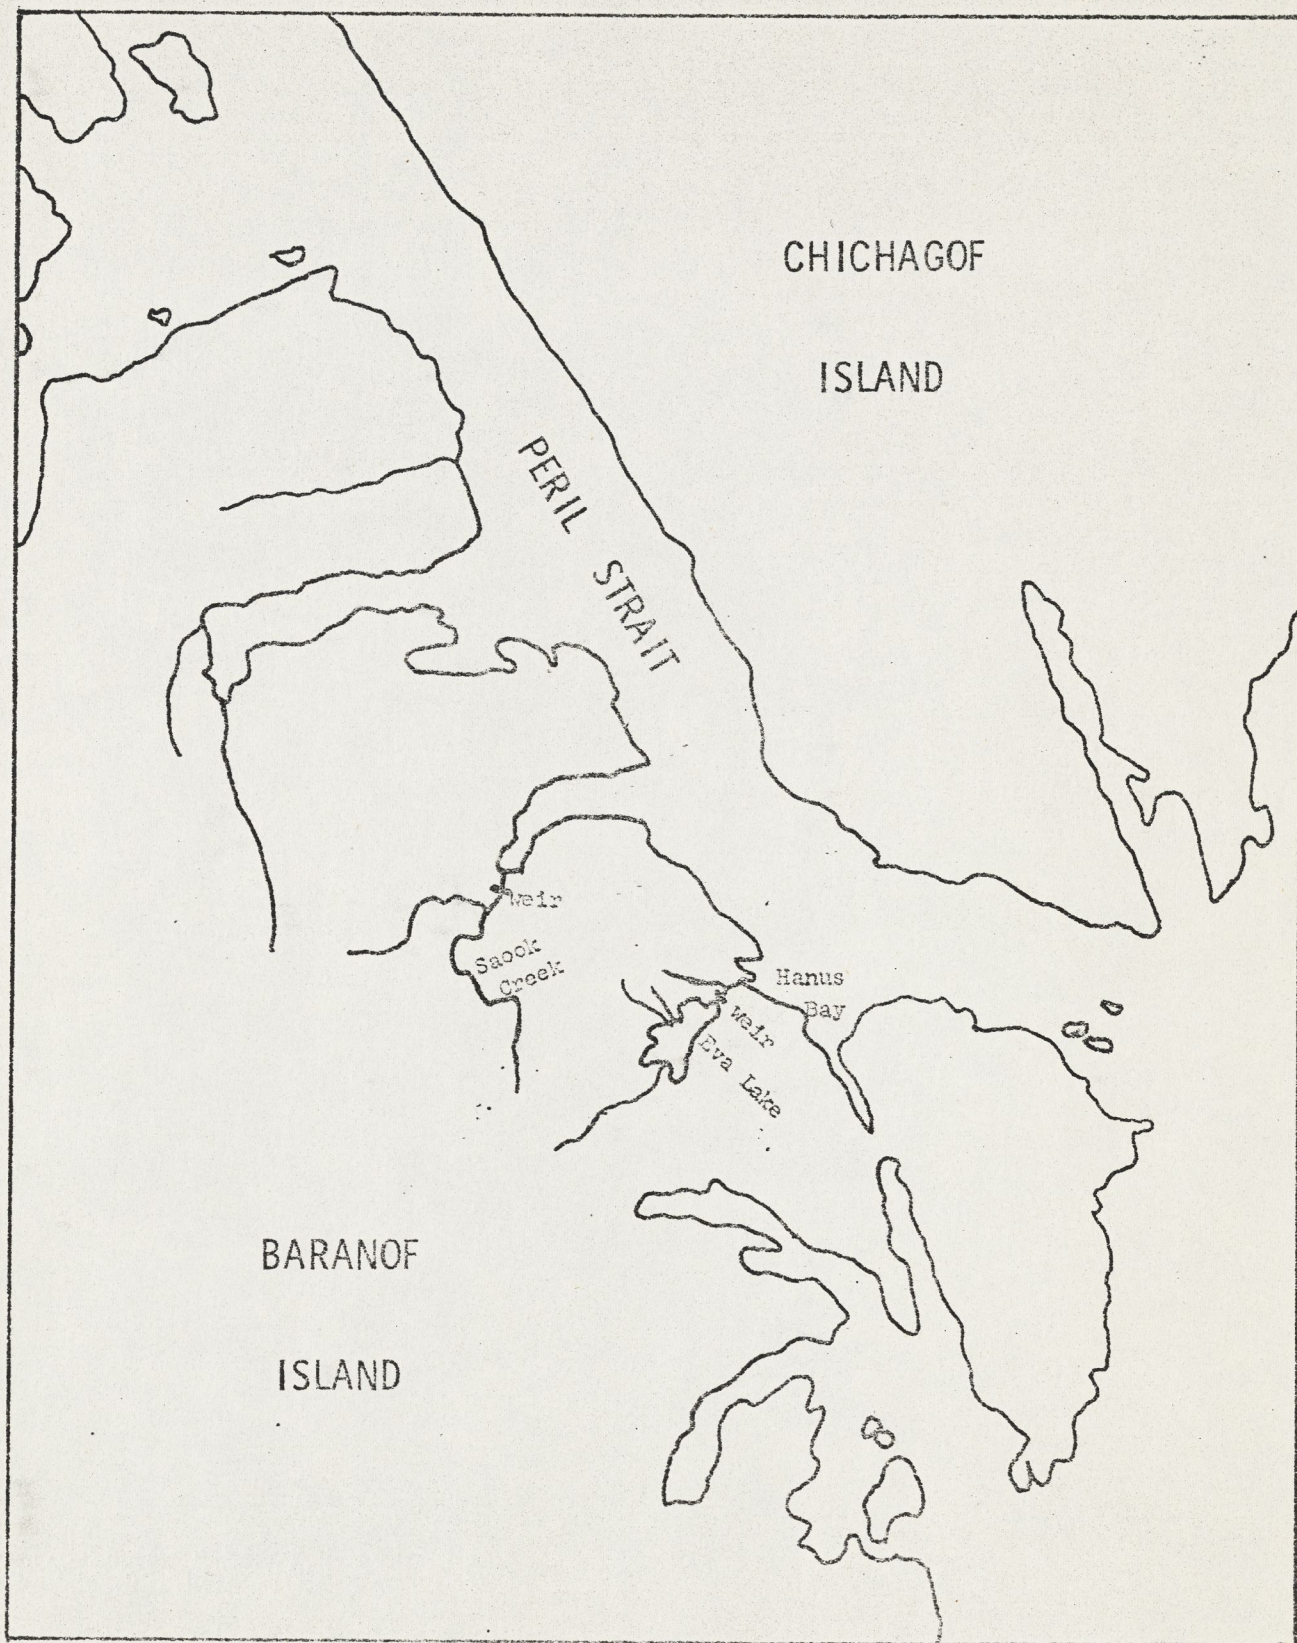 CHICHAGOF
ISLAND
PERIL
STRAIT
weir
Saook
Creek
Hanus
Bay
weir
Eva Lake
BARANOF
ISLAND